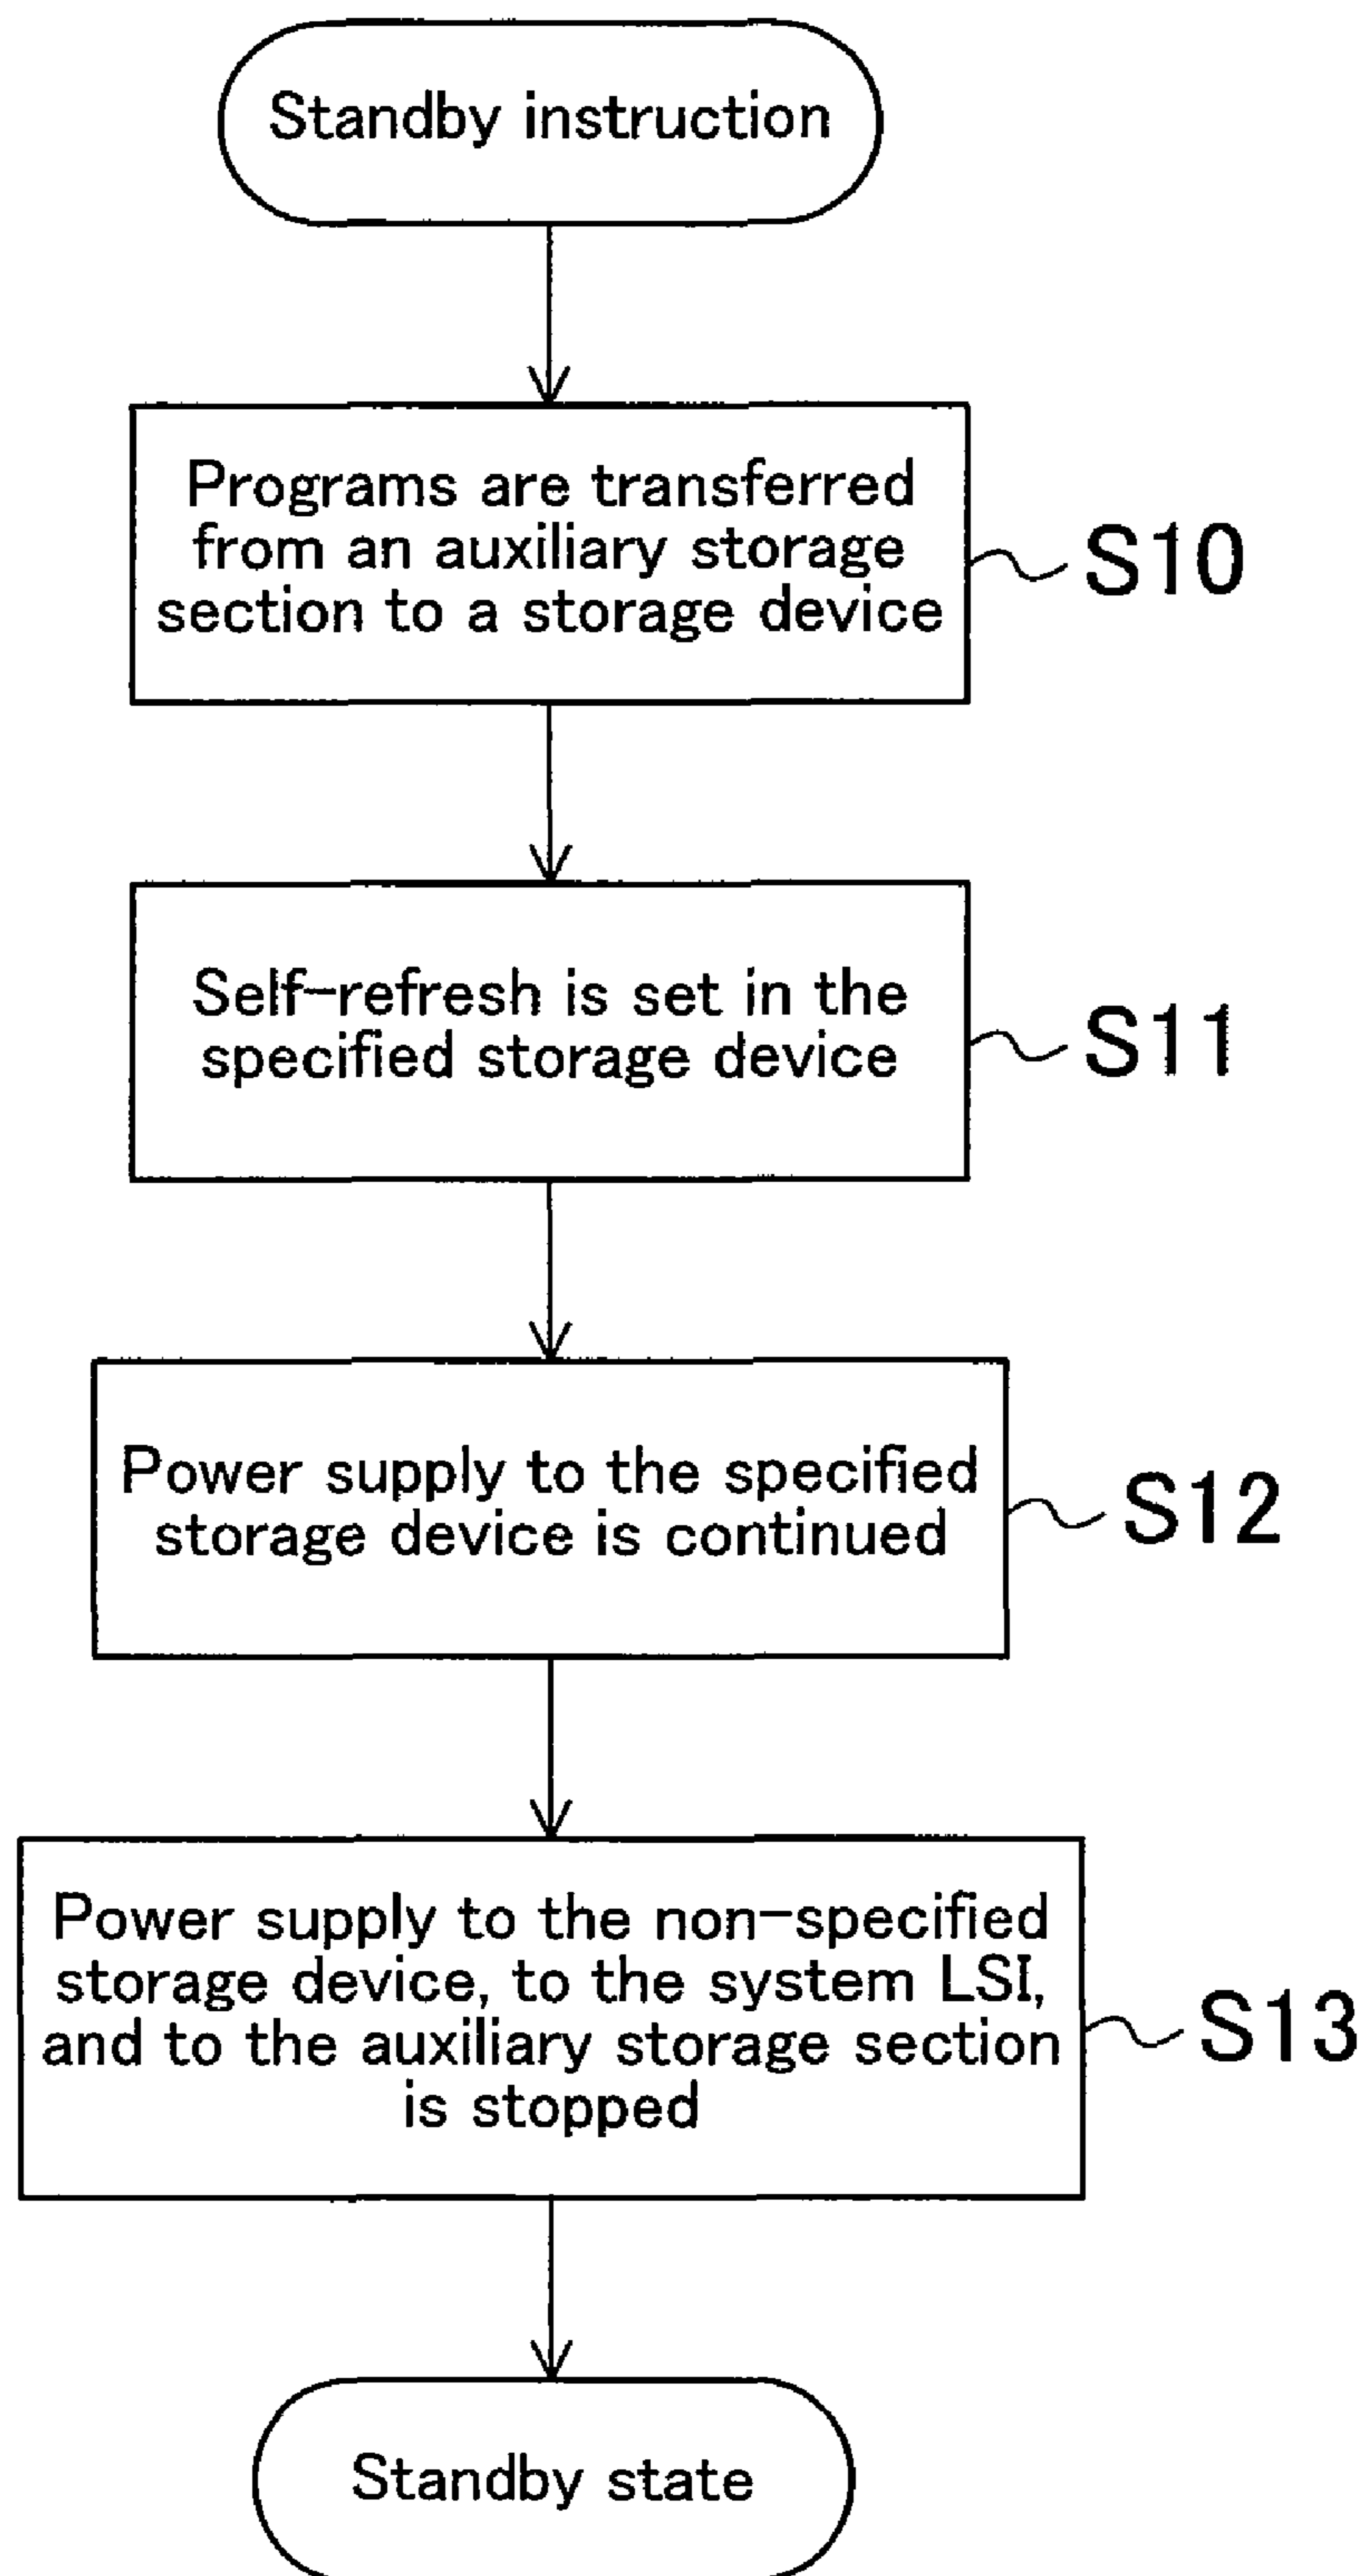 Standby instruction
Programs are transferred
from an auxiliary storage
section to a storage device
S10
Self-refresh is set in the
specified storage device
S11
Power supply to the specified
storage device is continued
S12
Power supply to the non-specified
storage device, to the system LSI,
and to the auxiliary storage section
is stopped
S13
Standby state